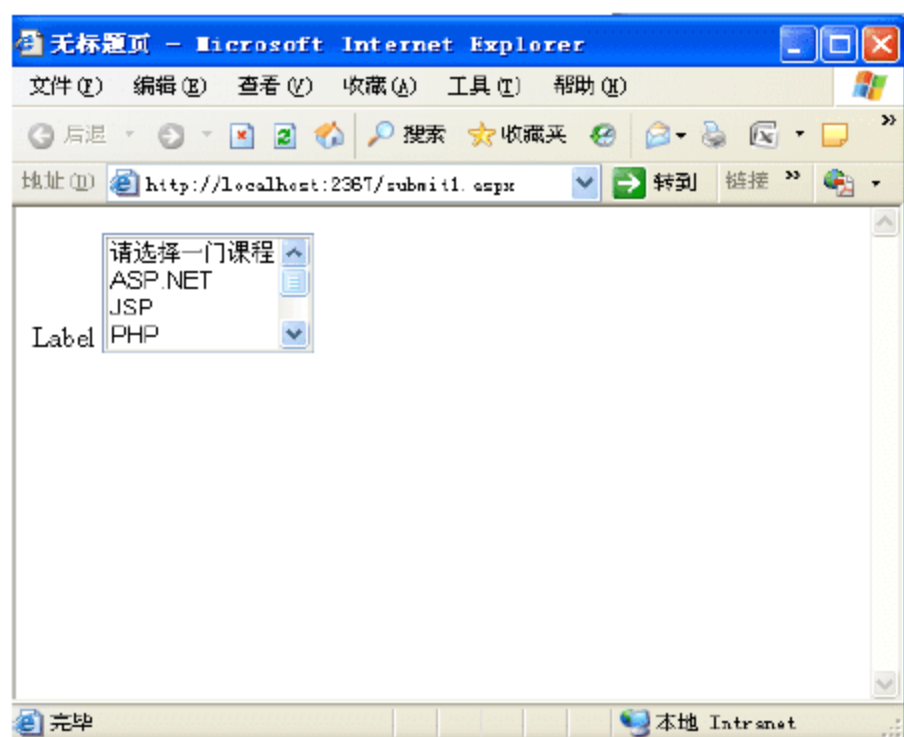 无标题页 - Microsoft Internet Explorer
文件(F) 编辑(E) 查看(V) 收藏(A) 工具(T) 帮助(H)
后退 搜索 收藏夹 »
地址(D) http://localhost:2367/submit1.aspx 转到 链接 »
请选择一门课程
ASP.NET
JSP
Label PHP
完毕 本地 Intranet